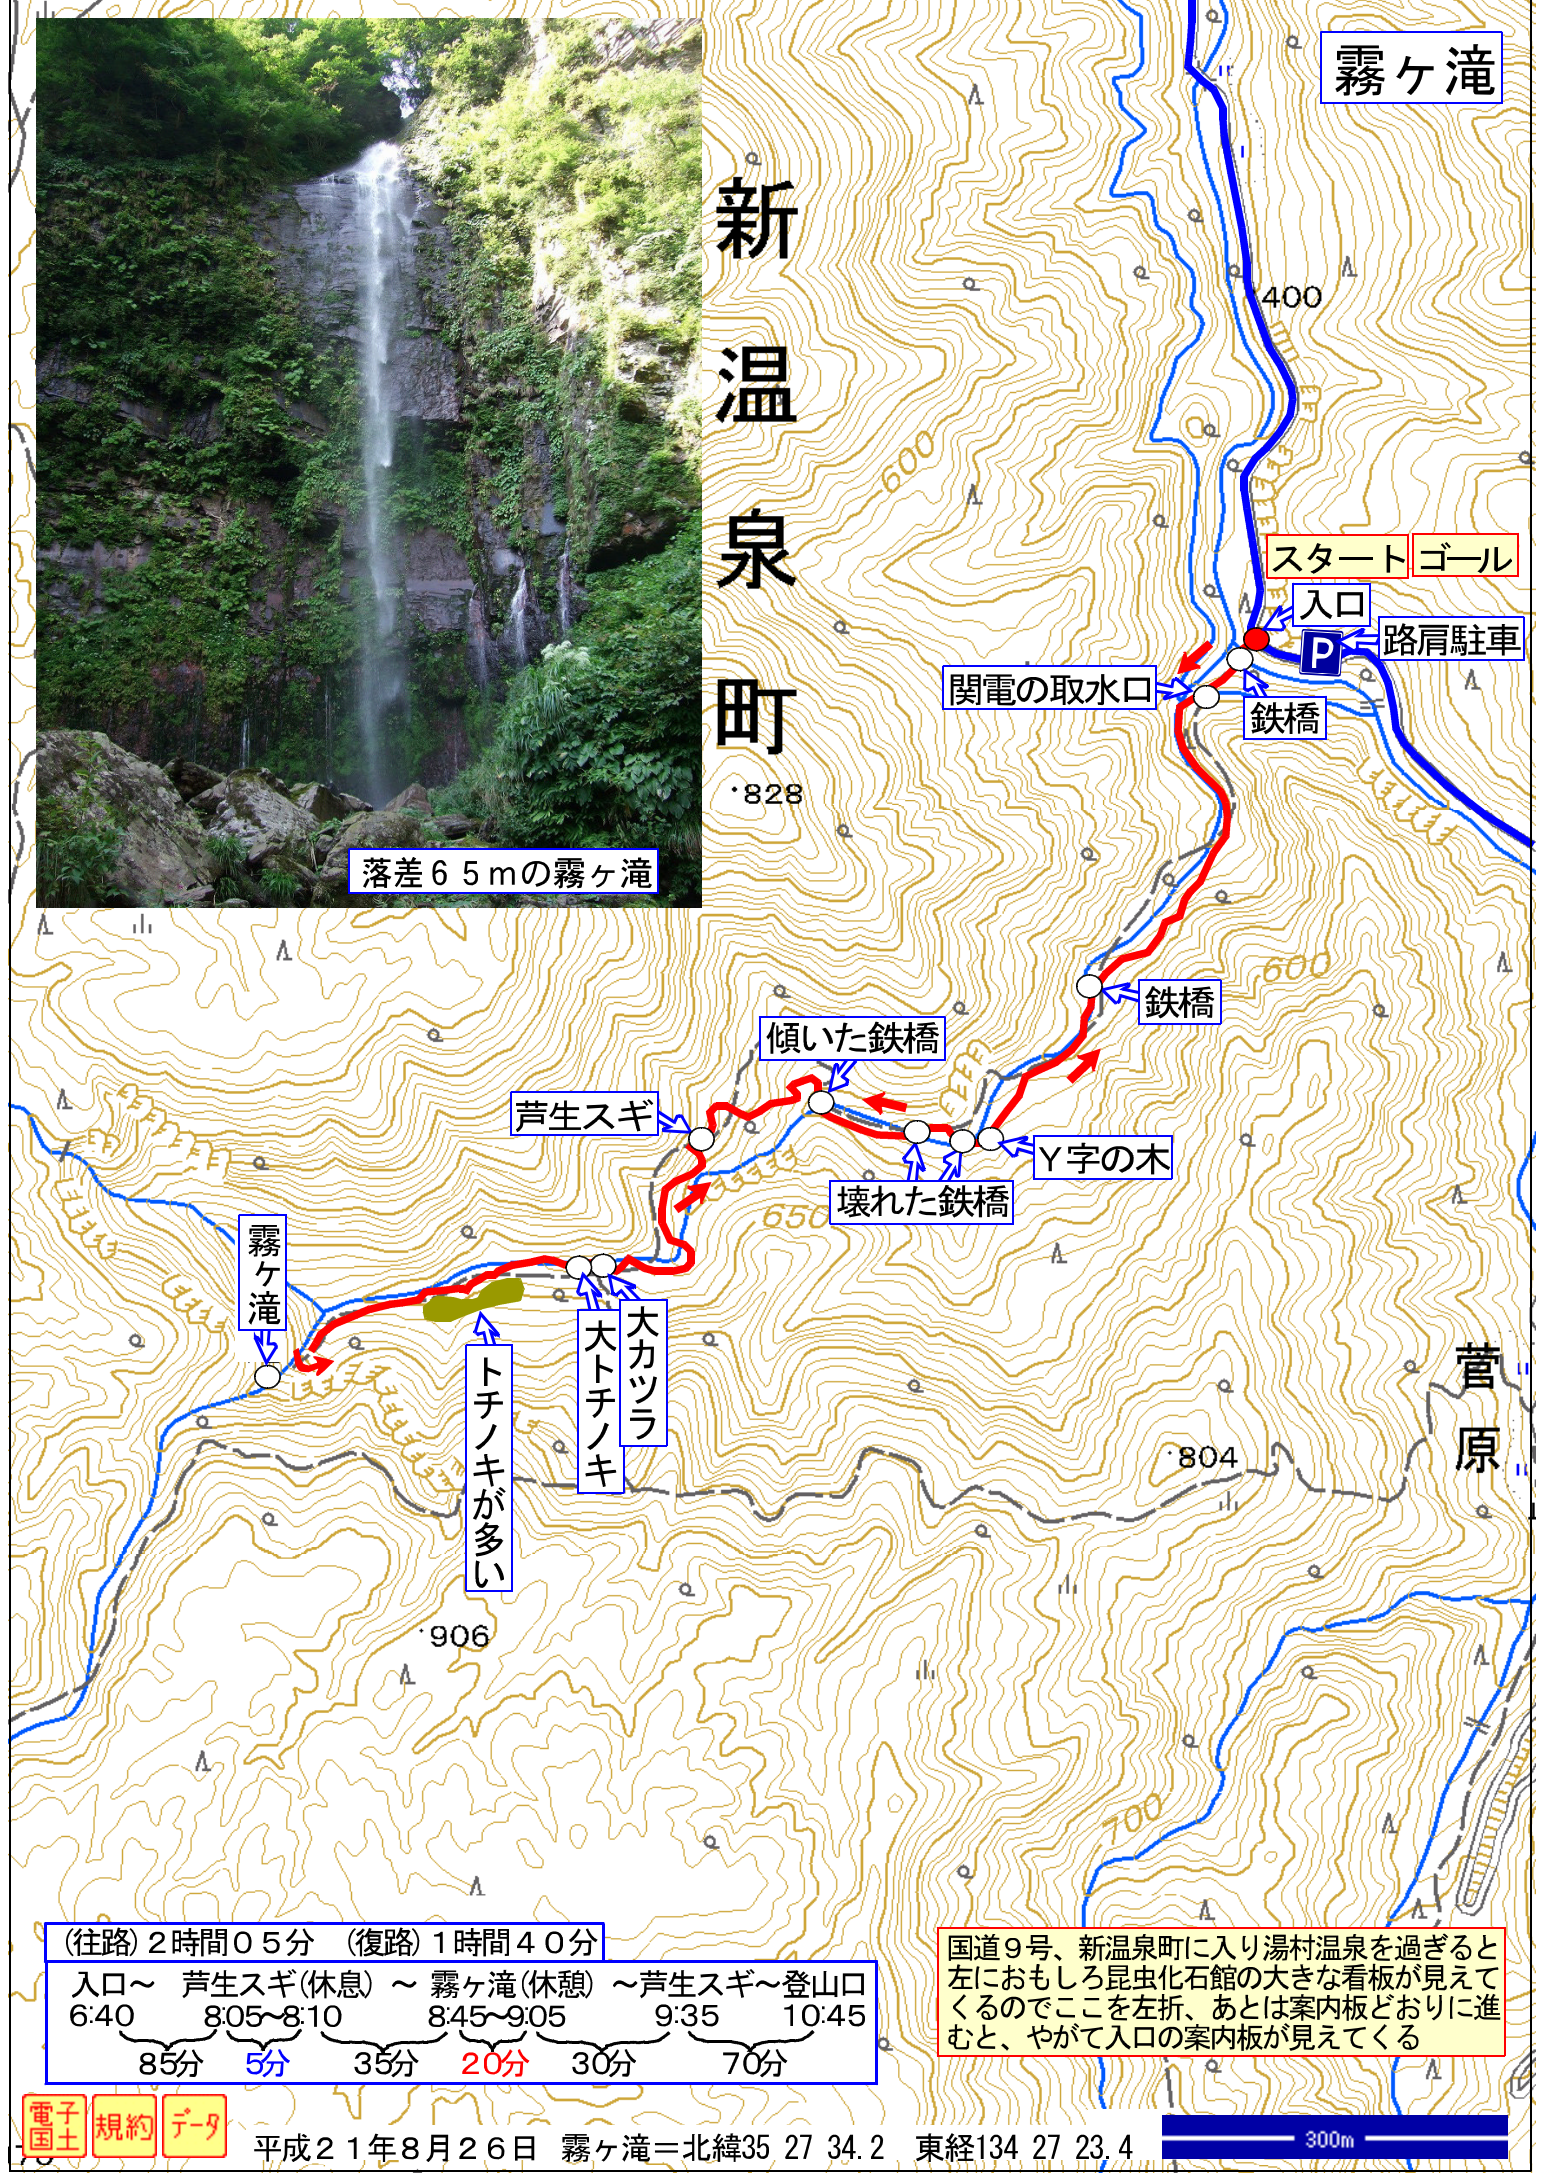 霧ヶ滝
新温泉町
400
600
スタート ゴール
入口
路肩駐車
P
関電の取水口
鉄橋
・828
落差65mの霧ヶ滝
600
鉄橋
傾いた鉄橋
芦生スギ
Y字の木
壊れた鉄橋
650
霧ヶ滝
大カツラ
大トチノキ
トチノキが多い
菅原
・804
・906
700
(往路)2時間05分 (復路)1時間40分
入口～ 芦生スギ(休息) ～ 霧ヶ滝(休憩) ～芦生スギ～登山口
6:40 8:05～8:10 8:45～9:05 9:35 10:45
85分 5分 35分 20分 30分 70分
国道9号、新温泉町に入り湯村温泉を過ぎると
左におもしろ昆虫化石館の大きな看板が見えて
くるのでここを左折、あとは案内板どおりに進
むと、やがて入口の案内板が見えてくる
電子
国土
規約
データ
平成21年8月26日 霧ヶ滝＝北緯35 27 34.2 東経134 27 23.4
300m